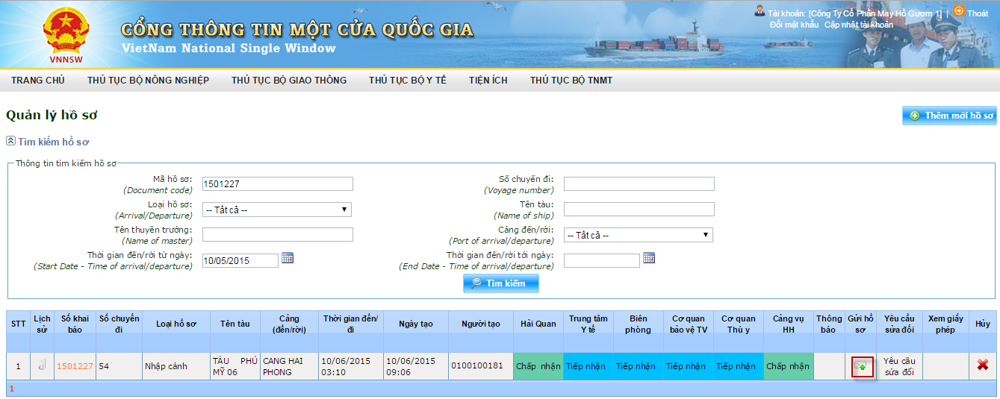 Tài khoản: [Công Ty Cổ Phần May Hồ Gươm 1] | Thoát
Đổi mật khẩu Cập nhật tài khoản
CỔNG THÔNG TIN MỘT CỬA QUỐC GIA
VietNam National Single Window
VNNSW
TRANG CHỦ THỦ TỤC BỘ NÔNG NGHIỆP THỦ TỤC BỘ GIAO THÔNG THỦ TỤC BỘ Y TẾ TIỆN ÍCH THỦ TỤC BỘ TNMT
Quản lý hồ sơ
Thêm mới hồ sơ
Tìm kiếm hồ sơ
Thông tin tìm kiếm hồ sơ
Mã hồ sơ: 1501227 Số chuyến đi:
(Document code) (Voyage number)
Loại hồ sơ: -- Tất cả -- Tên tàu:
(Arrival/Departure) (Name of ship)
Tên thuyền trưởng: Cảng đến/rời: -- Tất cả --
(Name of master) (Port of arrival/departure)
Thời gian đến/rời từ ngày: 10/05/2015 Thời gian đến/rời tới ngày:
(Start Date - Time of arrival/departure) (End Date - Time of arrival/departure)
Tìm kiếm
STT Lịch sử Số khai báo Số chuyến đi Loại hồ sơ Tên tàu Cảng (đến/rời) Thời gian đến/đi Ngày tạo Người tạo Hải Quan Trung tâm Y tế Biên phòng Cơ quan bảo vệ TV Cơ quan Thú y Cảng vụ HH Thông báo Gửi hồ sơ Yêu cầu sửa đổi Xem giấy phép Hủy
1 1501227 54 Nhập cảnh TÀU PHÚ MỸ 06 CANG HAI PHONG 10/06/2015 03:10 10/06/2015 09:06 0100100181 Chấp nhận Tiếp nhận Tiếp nhận Tiếp nhận Tiếp nhận Chấp nhận Yêu cầu sửa đổi
1